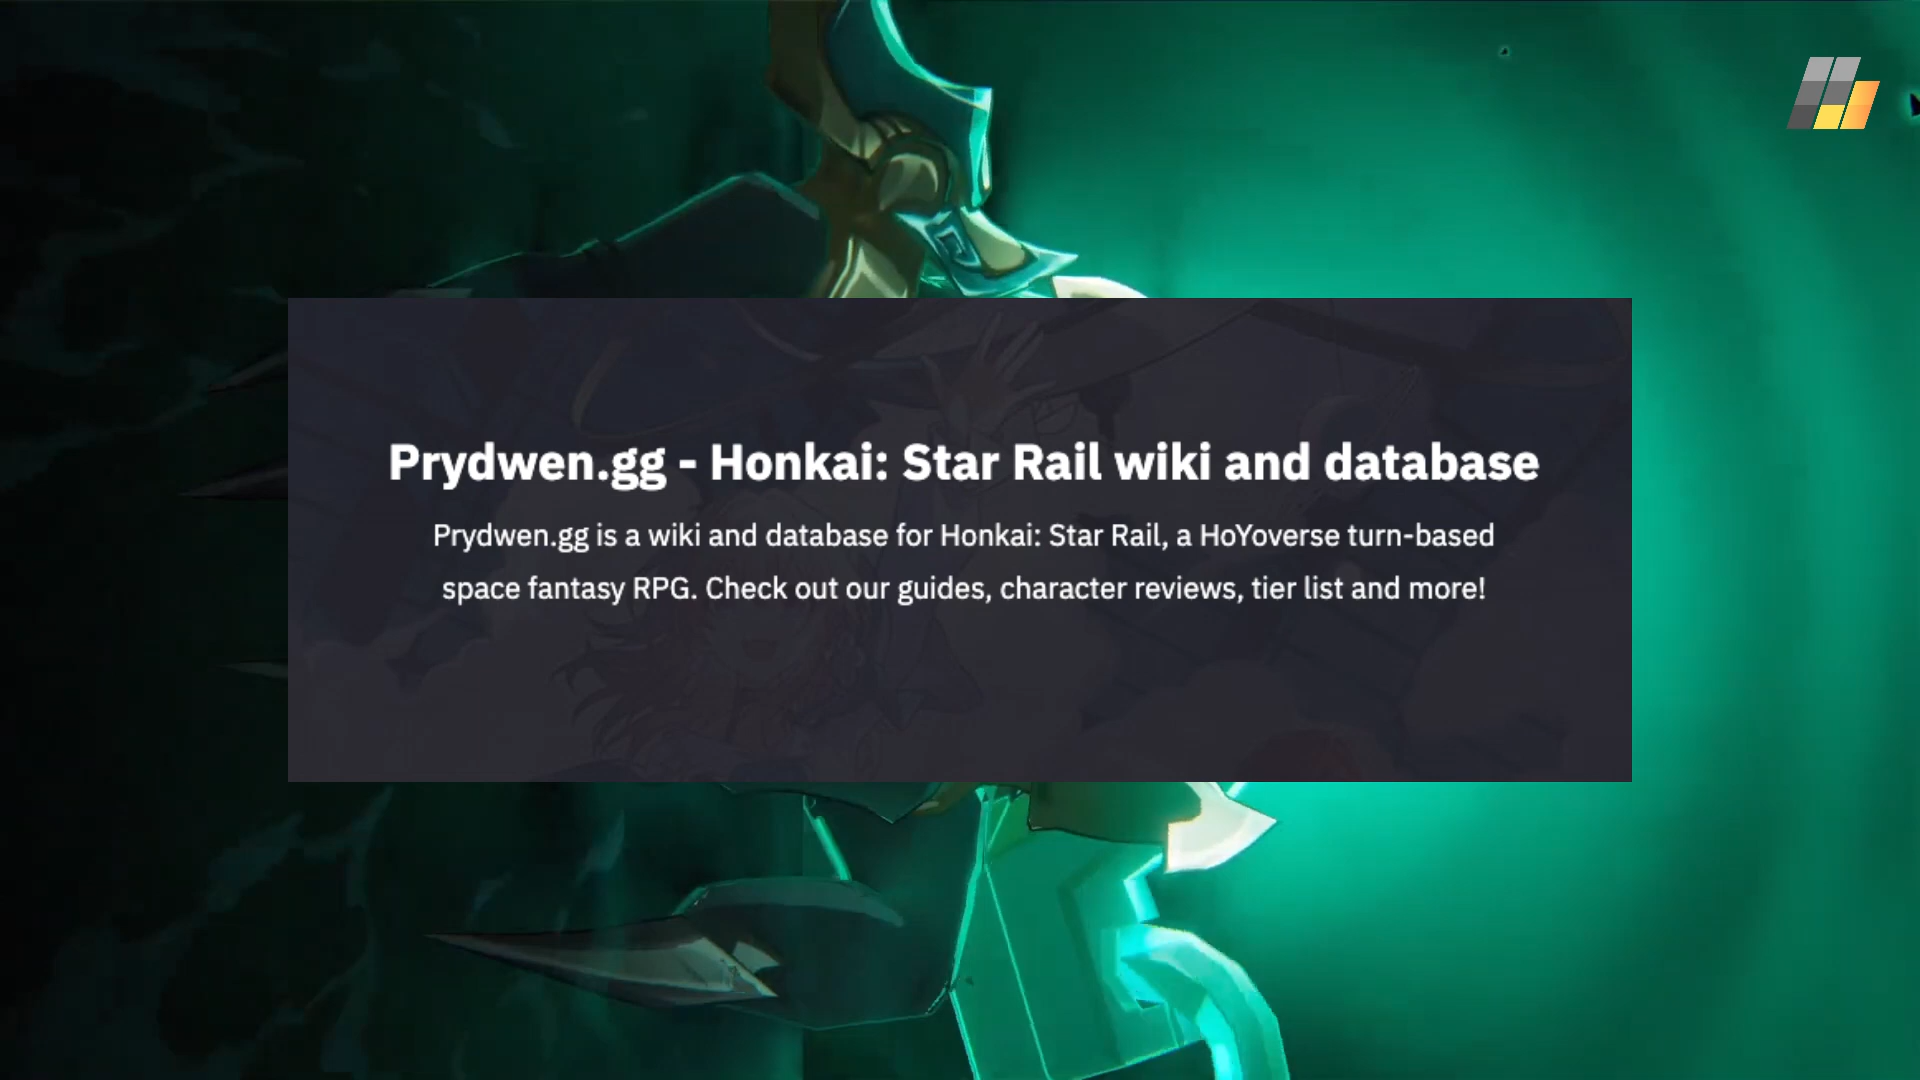 Prydwen.gg - Honkai: Star Rail wiki and database
Prydwen.gg is a wiki and database for Honkai: Star Rail, a HoYoverse turn-based
space fantasy RPG. Check out our guides, character reviews, tier list and more!